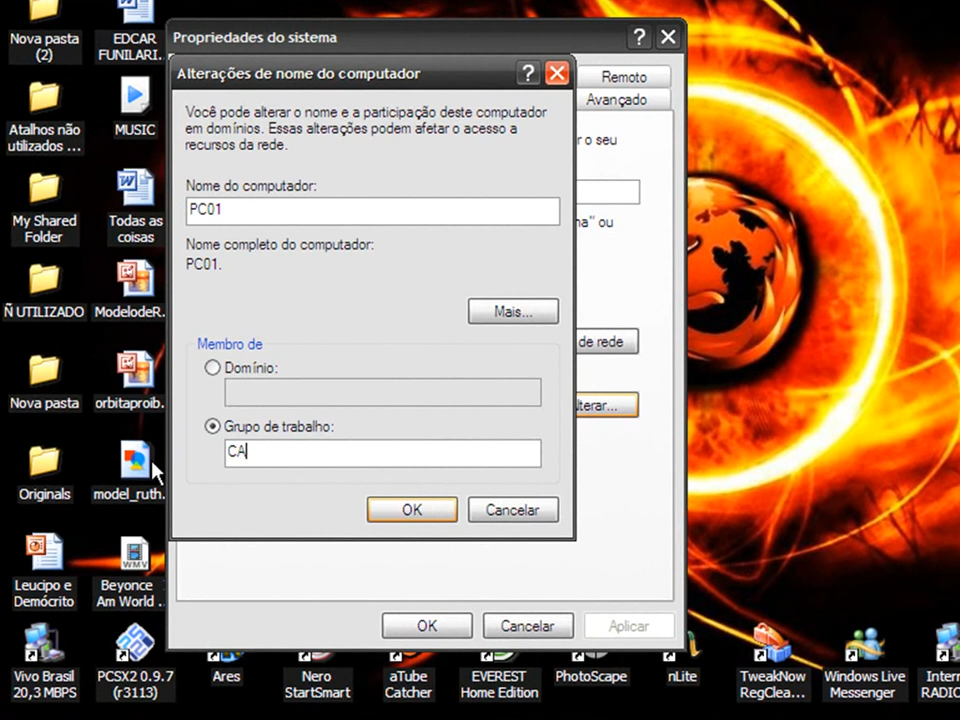 Nova pasta
(2)
EDCAR
FUNILARI...
Atalhos não
utilizados ...
MUSIC
My Shared
Folder
Todas as
coisas
Ñ UTILIZADO
ModelodeR...
Nova pasta
orbitaproib...
Originals
model_ruth...
Leucipo e
Demócrito
WMV
Beyonce
Am World ...
Vivo Brasil
20,3 MBPS
PCSX2 0.9.7
(r3113)
Ares
Nero
StartSmart
aTube
Catcher
EVEREST
Home Edition
PhotoScape
nLite
TweakNow
RegClea...
Windows Live
Messenger
Propriedades do sistema
Remoto
Avançado
r o seu
na" ou
de rede
lterar...
OK
Cancelar
Aplicar
Alterações de nome do computador
Você pode alterar o nome e a participação deste computador
em domínios. Essas alterações podem afetar o acesso a
recursos da rede.
Nome do computador:
PC01
Nome completo do computador:
PC01.
Mais...
Membro de
Domínio:
Grupo de trabalho:
CA
OK
Cancelar